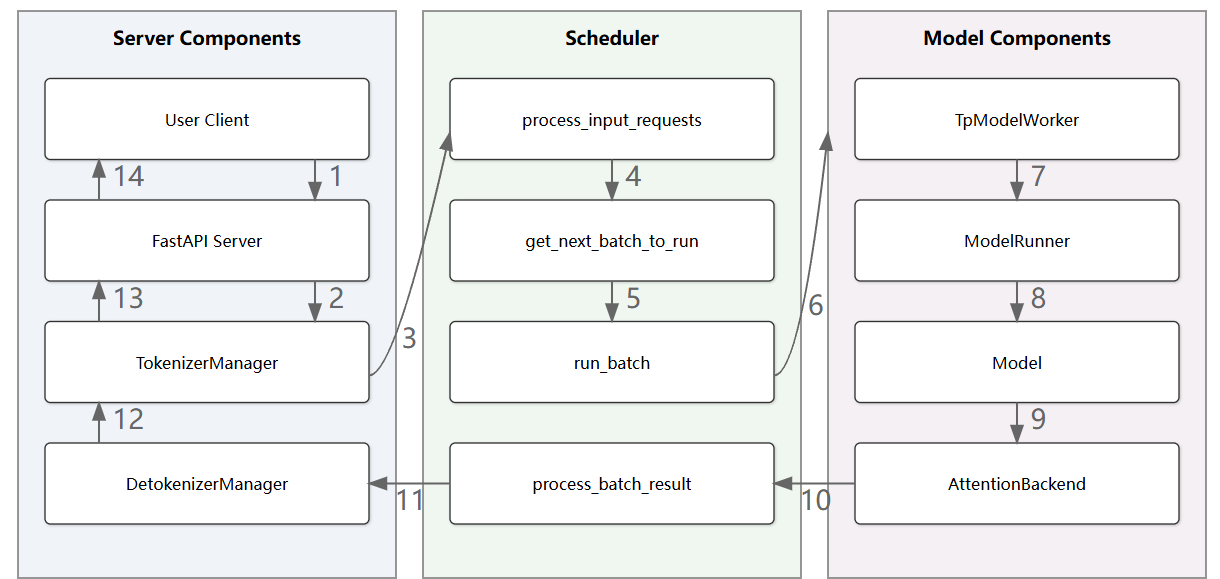 Server Components
User Client
14
1
FastAPI Server
13
2
TokenizerManager
12
DetokenizerManager
3
11
Scheduler
process_input_requests
4
get_next_batch_to_run
5
run_batch
process_batch_result
6
10
Model Components
TpModelWorker
7
ModelRunner
8
Model
9
AttentionBackend